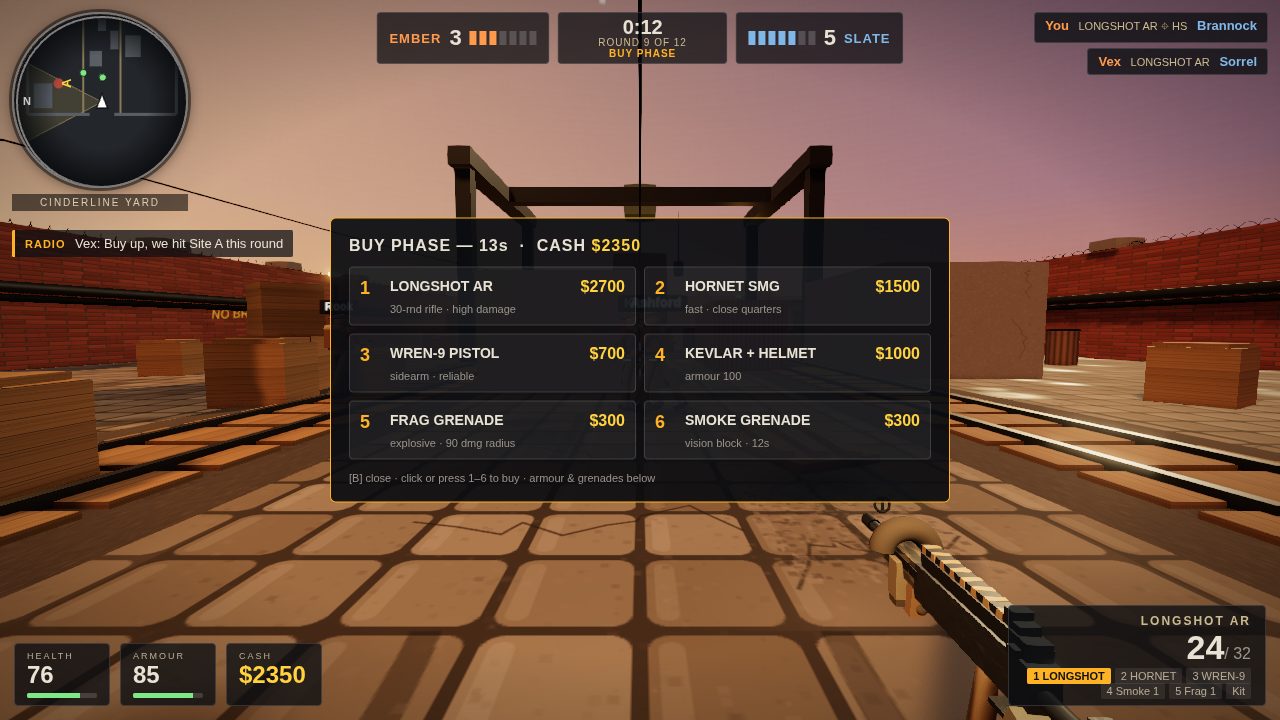 EMBER 3
0:12
ROUND 9 OF 12
BUY PHASE
5 SLATE
You LONGSHOT AR ⌖ HS Brannock
Vex LONGSHOT AR Sorrel
N
A
CINDERLINE YARD
RADIO Vex: Buy up, we hit Site A this round
BUY PHASE — 13s · CASH $2350
1 LONGSHOT AR $2700
30-rnd rifle · high damage
2 HORNET SMG $1500
fast · close quarters
3 WREN-9 PISTOL $700
sidearm · reliable
4 KEVLAR + HELMET $1000
armour 100
5 FRAG GRENADE $300
explosive · 90 dmg radius
6 SMOKE GRENADE $300
vision block · 12s
[B] close · click or press 1–6 to buy · armour & grenades below
Rook
Ashford
HEALTH
76
ARMOUR
85
CASH
$2350
LONGSHOT AR
24 / 32
1 LONGSHOT 2 HORNET 3 WREN-9
4 Smoke 1 5 Frag 1 Kit